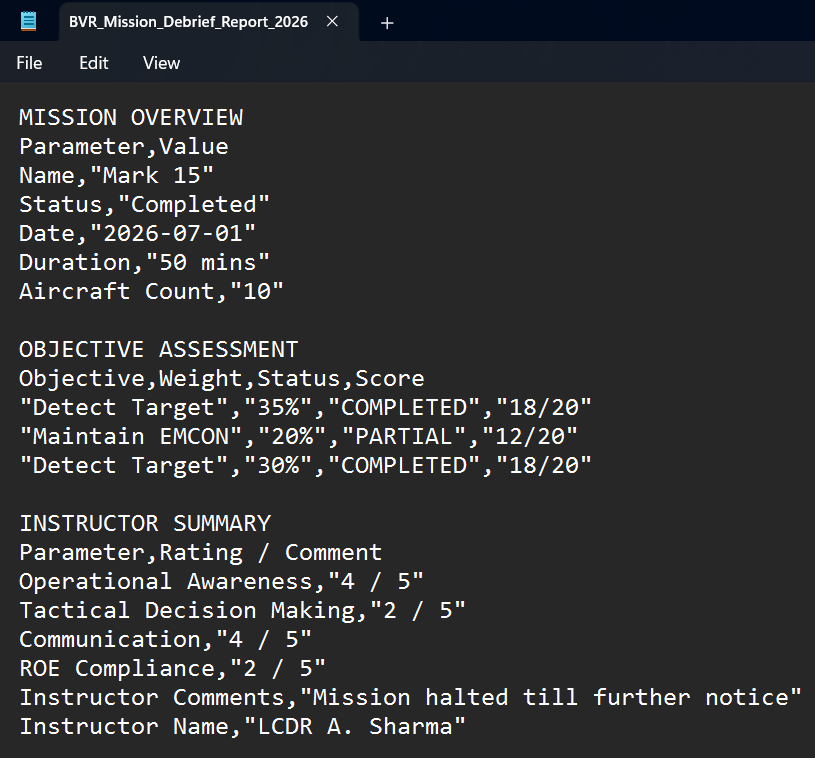 BVR_Mission_Debrief_Report_2026
File Edit View
MISSION OVERVIEW
Parameter,Value
Name,"Mark 15"
Status,"Completed"
Date,"2026-07-01"
Duration,"50 mins"
Aircraft Count,"10"
OBJECTIVE ASSESSMENT
Objective,Weight,Status,Score
"Detect Target","35%","COMPLETED","18/20"
"Maintain EMCON","20%","PARTIAL","12/20"
"Detect Target","30%","COMPLETED","18/20"
INSTRUCTOR SUMMARY
Parameter,Rating / Comment
Operational Awareness,"4 / 5"
Tactical Decision Making,"2 / 5"
Communication,"4 / 5"
ROE Compliance,"2 / 5"
Instructor Comments,"Mission halted till further notice"
Instructor Name,"LCDR A. Sharma"